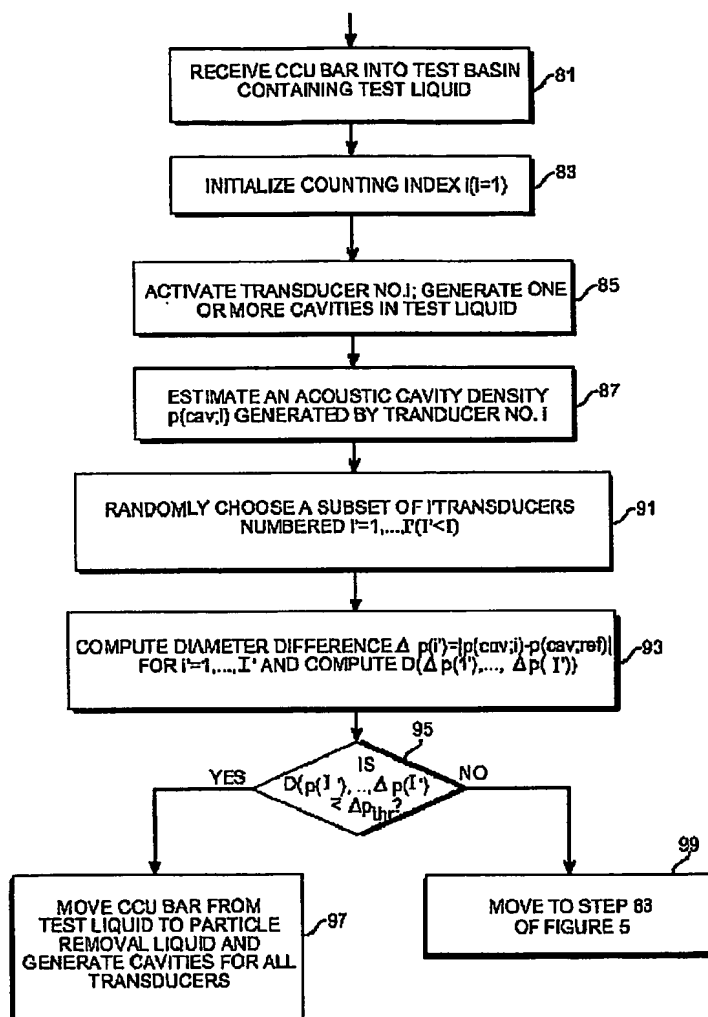 RECEIVE CCU BAR INTO TEST BASIN
CONTAINING TEST LIQUID
81
INITIALIZE COUNTING INDEX i(i=1)
83
ACTIVATE TRANSDUCER NO.i; GENERATE ONE
OR MORE CAVITIES IN TEST LIQUID
85
ESTIMATE AN ACOUSTIC CAVITY DENSITY
p(cav;i) GENERATED BY TRANDUCER NO. i
87
RANDOMLY CHOOSE A SUBSET OF I'TRANSDUCERS
NUMBERED i'=1,...,I'(I'<I)
91
COMPUTE DIAMETER DIFFERENCE Δ p(i')=|p(cav;i)-p(cav;ref)|
FOR i'=1,...,I' AND COMPUTE D(Δ p(1'),..., Δ p( I'))
93
95
IS
D(p(I'),..,Δ p(I')
≤ Δpthr?
YES
NO
MOVE CCU BAR FROM
TEST LIQUID TO PARTICLE
REMOVAL LIQUID AND
GENERATE CAVITIES FOR ALL
TRANSDUCERS
97
99
MOVE TO STEP 63
OF FIGURE 5